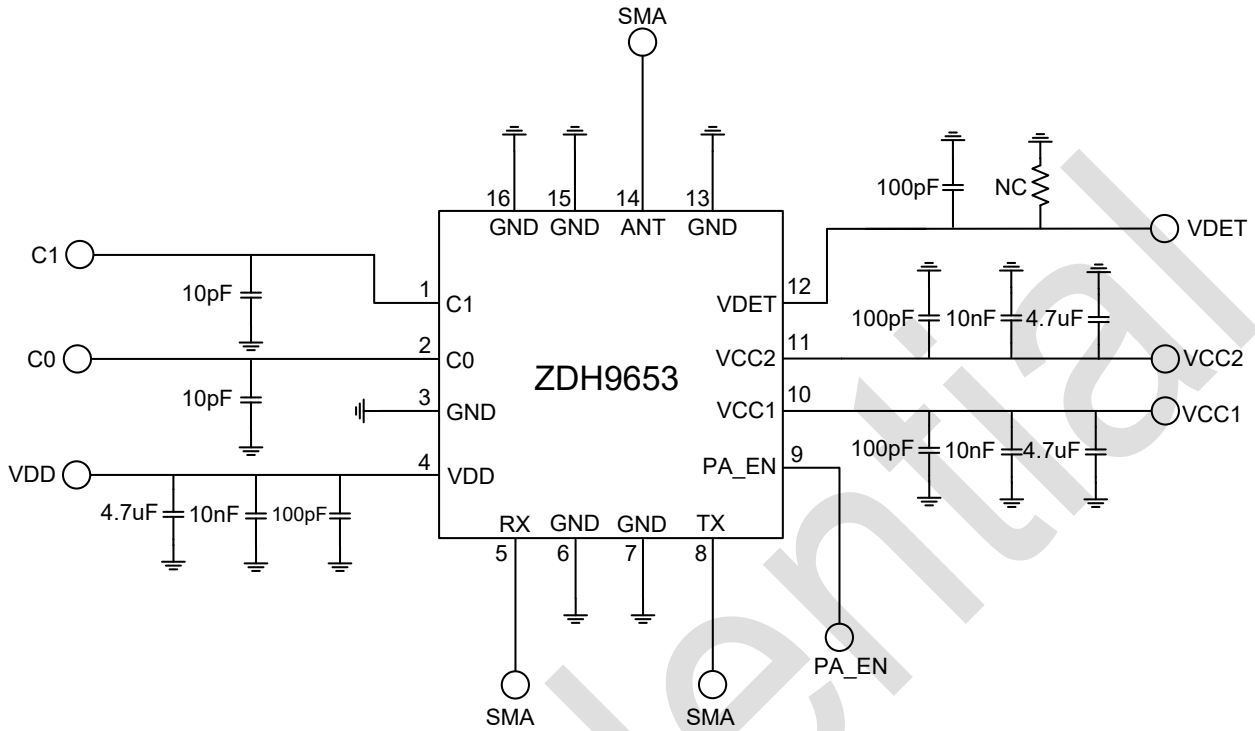 SMA
16 15 14 13
GND GND ANT GND
100pF NC
VDET
C1
10pF
1 C1
VDET 12
100pF 10nF 4.7uF
C0
2 C0
VCC2 11
VCC2
ZDH9653
10pF
3 GND
VCC1 10
VCC1
100pF 10nF 4.7uF
VDD
4 VDD
PA_EN 9
4.7uF 10nF 100pF
RX GND GND TX
5 6 7 8
PA_EN
SMA SMA
ential